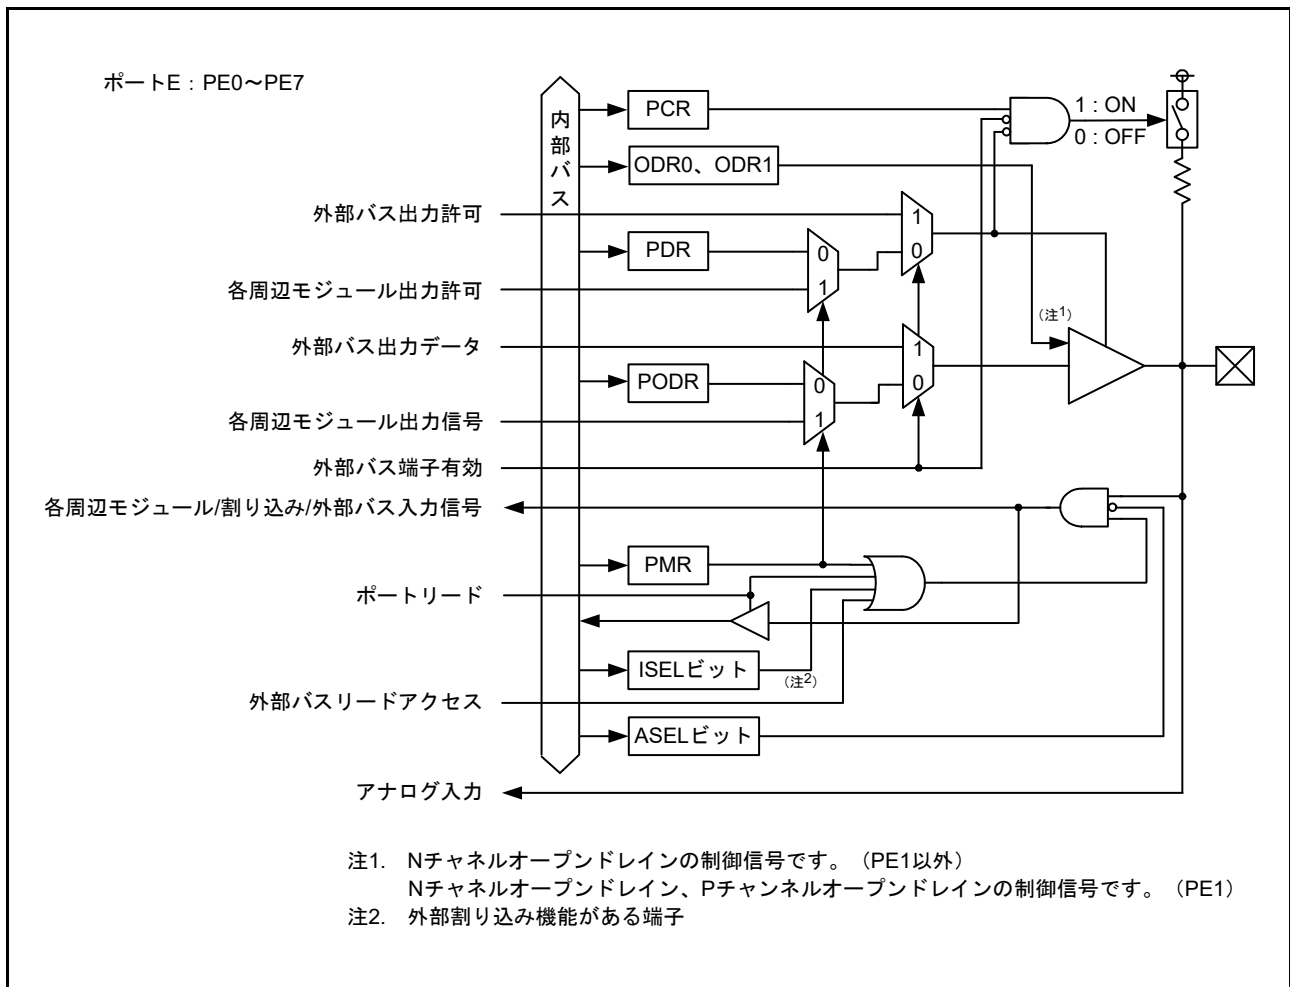 ポートE：PE0～PE7
内部バス
PCR
1 : ON
0 : OFF
ODR0、ODR1
外部バス出力許可
1
0
PDR
0
1
各周辺モジュール出力許可
(注1)
外部バス出力データ
1
0
PODR
0
1
各周辺モジュール出力信号
外部バス端子有効
各周辺モジュール/割り込み/外部バス入力信号
PMR
ポートリード
ISELビット
(注2)
外部バスリードアクセス
ASELビット
アナログ入力
注1. Nチャネルオープンドレインの制御信号です。（PE1以外）
Nチャネルオープンドレイン、Pチャンネルオープンドレインの制御信号です。（PE1）
注2. 外部割り込み機能がある端子